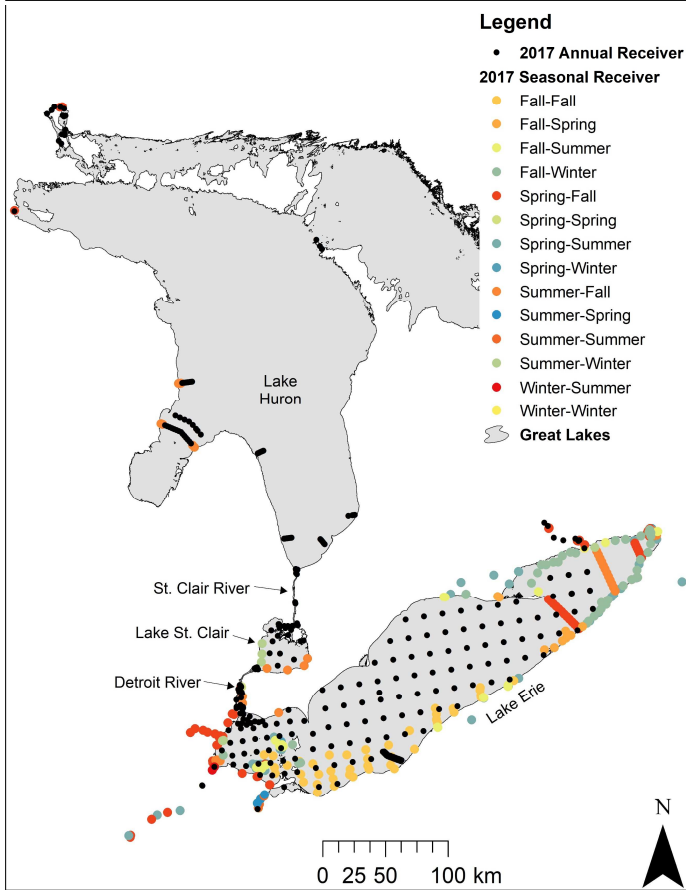 Legend
2017 Annual Receiver
2017 Seasonal Receiver
Fall-Fall
Fall-Spring
Fall-Summer
Fall-Winter
Spring-Fall
Spring-Spring
Spring-Summer
Spring-Winter
Summer-Fall
Summer-Spring
Summer-Summer
Summer-Winter
Winter-Summer
Winter-Winter
Great Lakes
Lake
Huron
St. Clair River
Lake St. Clair
Detroit River
Lake Erie
N
0 25 50 100 km